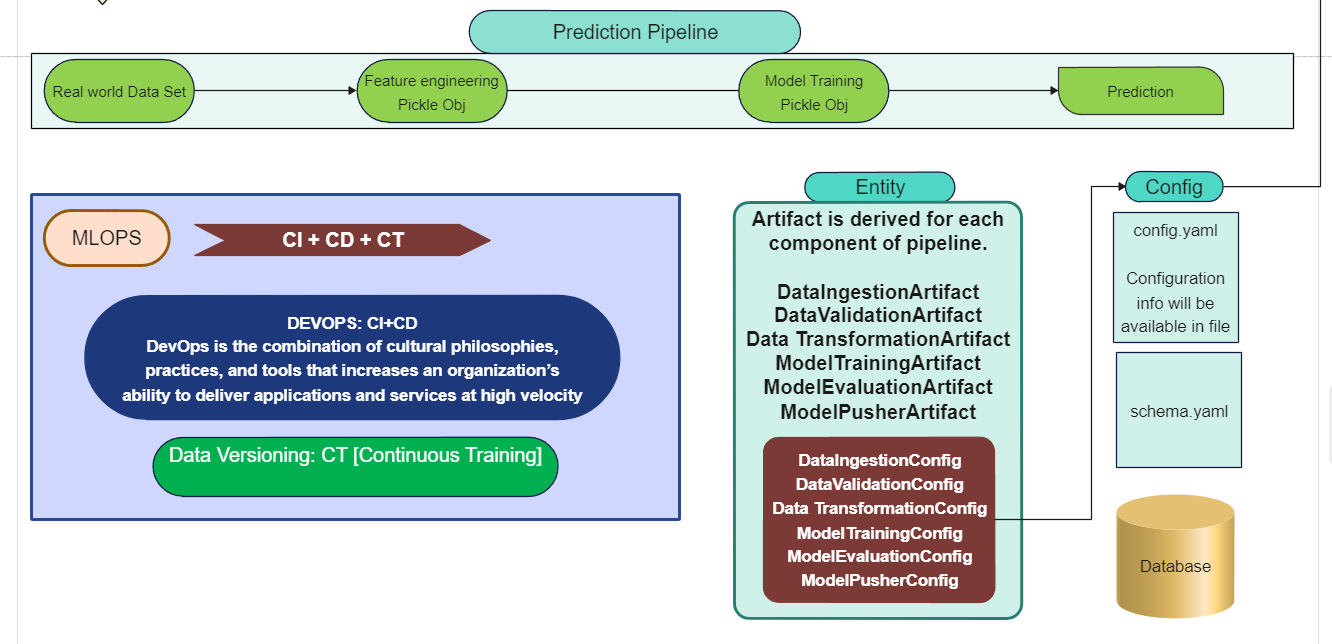 Prediction Pipeline
Real world Data Set
Feature engineering
Pickle Obj
Model Training
Pickle Obj
Prediction
MLOPS
CI + CD + CT
DEVOPS: CI+CD
DevOps is the combination of cultural philosophies,
practices, and tools that increases an organization's
ability to deliver applications and services at high velocity
Data Versioning: CT [Continuous Training]
Entity
Artifact is derived for each
component of pipeline.
DataIngestionArtifact
DataValidationArtifact
Data TransformationArtifact
ModelTrainingArtifact
ModelEvaluationArtifact
ModelPusherArtifact
DataIngestionConfig
DataValidationConfig
Data TransformationConfig
ModelTrainingConfig
ModelEvaluationConfig
ModelPusherConfig
Config
config.yaml
Configuration
info will be
available in file
schema.yaml
Database